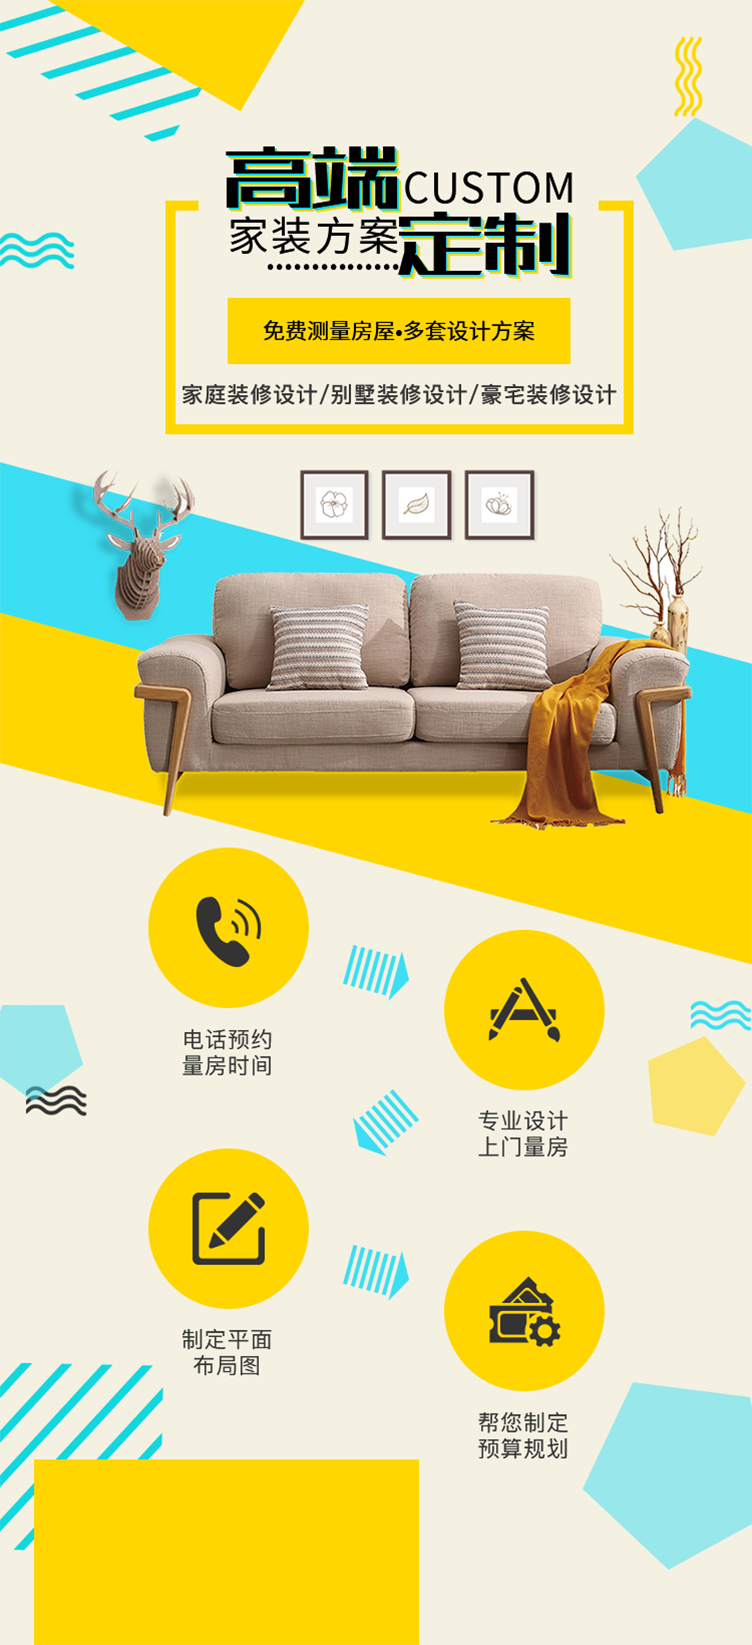 高端CUSTOM
家装方案定制
免费测量房屋•多套设计方案
家庭装修设计/别墅装修设计/豪宅装修设计
电话预约
量房时间
专业设计
上门量房
制定平面
布局图
帮您制定
预算规划